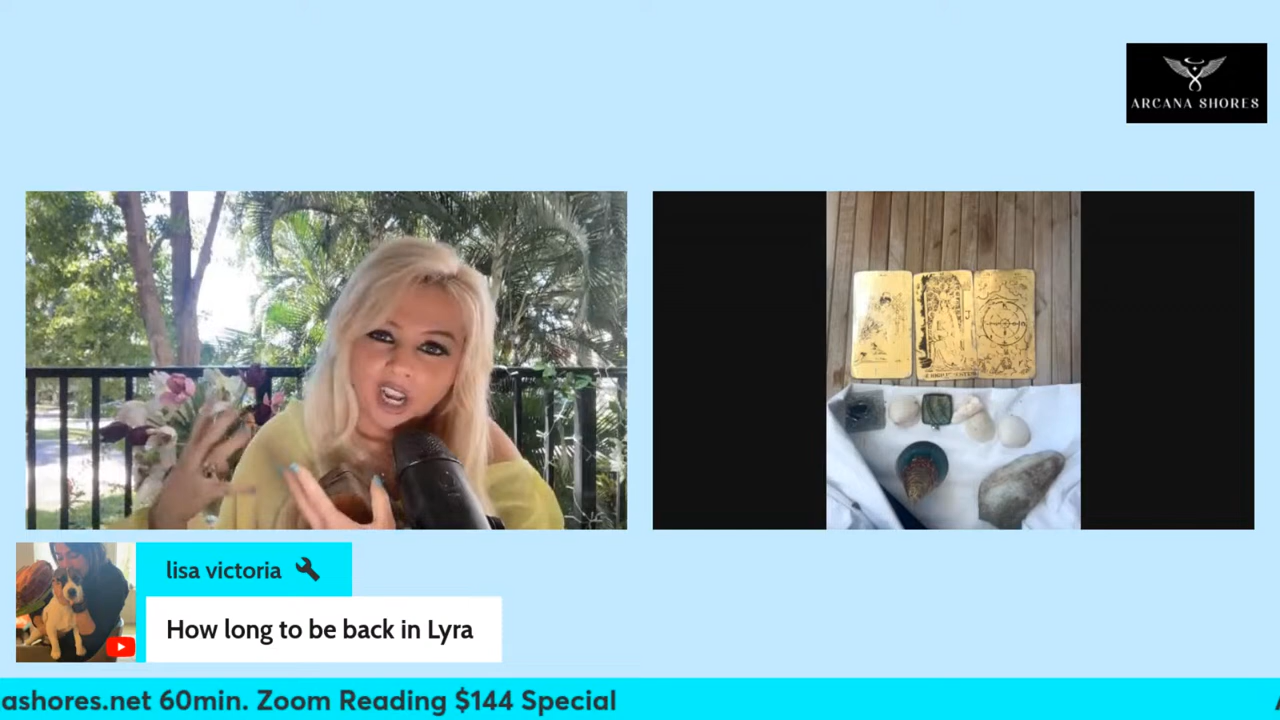 ARCANA SHORES
lisa victoria
How long to be back in Lyra
ashores.net 60min. Zoom Reading $144 Special